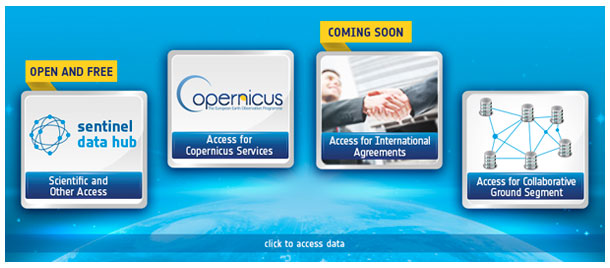 OPEN AND FREE
sentinel
data hub
Scientific and
Other Access
Copernicus
The European Earth Observation Programme
Access for
Copernicus Services
COMING SOON
Access for International
Agreements
Access for Collaborative
Ground Segment
click to access data